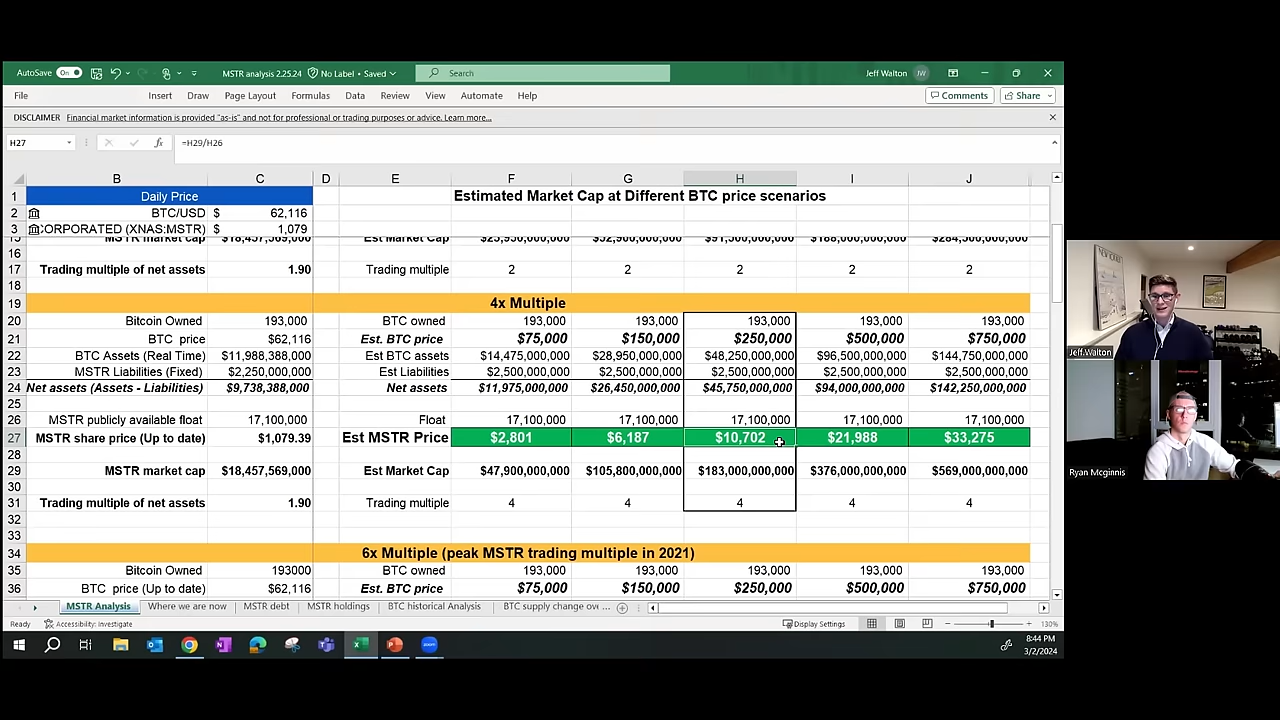 AutoSave On MSTR analysis 2.25.24 No Label • Saved Search Jeff Walton JW
File Insert Draw Page Layout Formulas Data Review View Automate Help Comments Share
DISCLAIMER Financial market information is provided "as-is" and not for professional or trading purposes or advice. Learn more...
H27 fx =H29/H26
B C D E F G H I J
1 Daily Price Estimated Market Cap at Different BTC price scenarios
2 BTC/USD $ 62,116
3 CORPORATED (XNAS:MSTR) $ 1,079
15 MSTR market cap $18,457,569,000 Est Market Cap
16
17 Trading multiple of net assets 1.90 Trading multiple 2 2 2 2 2
18
19 4x Multiple
20 Bitcoin Owned 193,000 BTC owned 193,000 193,000 193,000 193,000 193,000
21 BTC price $62,116 Est. BTC price $75,000 $150,000 $250,000 $500,000 $750,000
22 BTC Assets (Real Time) $11,988,388,000 Est BTC assets $14,475,000,000 $28,950,000,000 $48,250,000,000 $96,500,000,000 $144,750,000,000
23 MSTR Liabilities (Fixed) $2,250,000,000 Est Liabilities $2,500,000,000 $2,500,000,000 $2,500,000,000 $2,500,000,000 $2,500,000,000
24 Net assets (Assets - Liabilities) $9,738,388,000 Net assets $11,975,000,000 $26,450,000,000 $45,750,000,000 $94,000,000,000 $142,250,000,000
25
26 MSTR publicly available float 17,100,000 Float 17,100,000 17,100,000 17,100,000 17,100,000 17,100,000
27 MSTR share price (Up to date) $1,079.39 Est MSTR Price $2,801 $6,187 $10,702 $21,988 $33,275
28
29 MSTR market cap $18,457,569,000 Est Market Cap $47,900,000,000 $105,800,000,000 $183,000,000,000 $376,000,000,000 $569,000,000,000
30
31 Trading multiple of net assets 1.90 Trading multiple 4 4 4 4 4
32
33
34 6x Multiple (peak MSTR trading multiple in 2021)
35 Bitcoin Owned 193000 BTC owned 193,000 193,000 193,000 193,000 193,000
36 BTC price (Up to date) $62,116 Est. BTC price $75,000 $150,000 $250,000 $500,000 $750,000
MSTR Analysis Where we are now MSTR debt MSTR holdings BTC historical Analysis BTC supply change ove ...
Ready Accessibility: Investigate Display Settings 130%
8:44 PM
3/2/2024
Jeff.Walton
Ryan Mcginnis